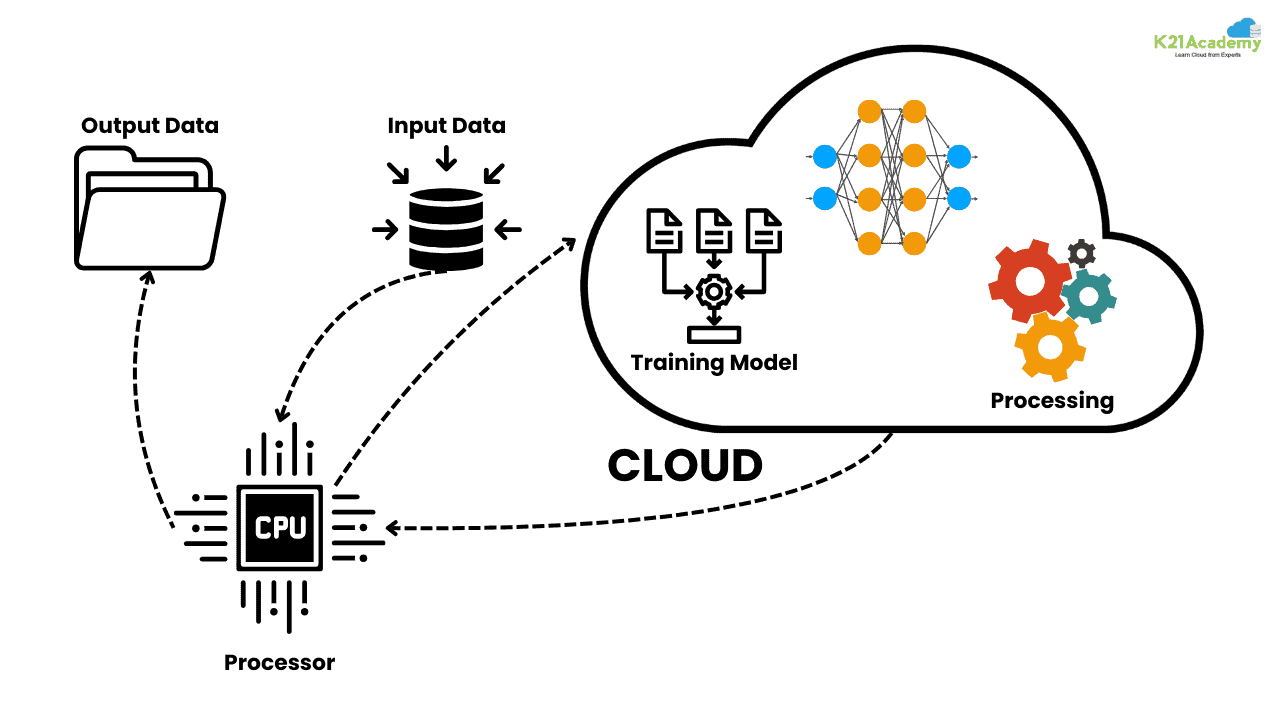 K21Academy
Learn Cloud from Experts
Output Data
Input Data
Training Model
Processing
CLOUD
CPU
Processor